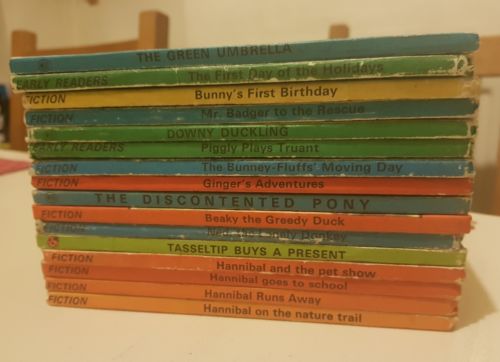 THE GREEN UMBRELLA
EARLY READERS The First Day of the Holidays
FICTION Bunny's First Birthday
FICTION Mr. Badger to the Rescue
DOWNY DUCKLING
EARLY READERS Piggly Plays Truant
FICTION The Bunney-Fluffs' Moving Day
FICTION Ginger's Adventures
THE DISCONTENTED PONY
FICTION Beaky the Greedy Duck
Donkey
TASSELTIP BUYS A PRESENT
FICTION Hannibal and the pet show
FICTION Hannibal goes to school
FICTION Hannibal Runs Away
FICTION Hannibal on the nature trail